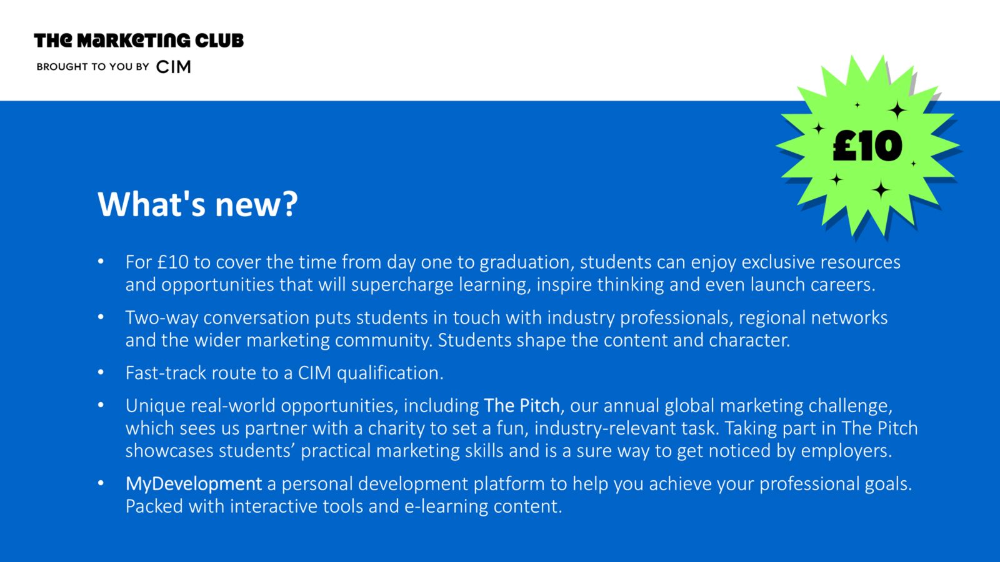 THE MARKETING CLUB
BROUGHT TO YOU BY CIM
£10
What's new?
• For £10 to cover the time from day one to graduation, students can enjoy exclusive resources
and opportunities that will supercharge learning, inspire thinking and even launch careers.
• Two-way conversation puts students in touch with industry professionals, regional networks
and the wider marketing community. Students shape the content and character.
• Fast-track route to a CIM qualification.
• Unique real-world opportunities, including The Pitch, our annual global marketing challenge,
which sees us partner with a charity to set a fun, industry-relevant task. Taking part in The Pitch
showcases students’ practical marketing skills and is a sure way to get noticed by employers.
• MyDevelopment a personal development platform to help you achieve your professional goals.
Packed with interactive tools and e-learning content.